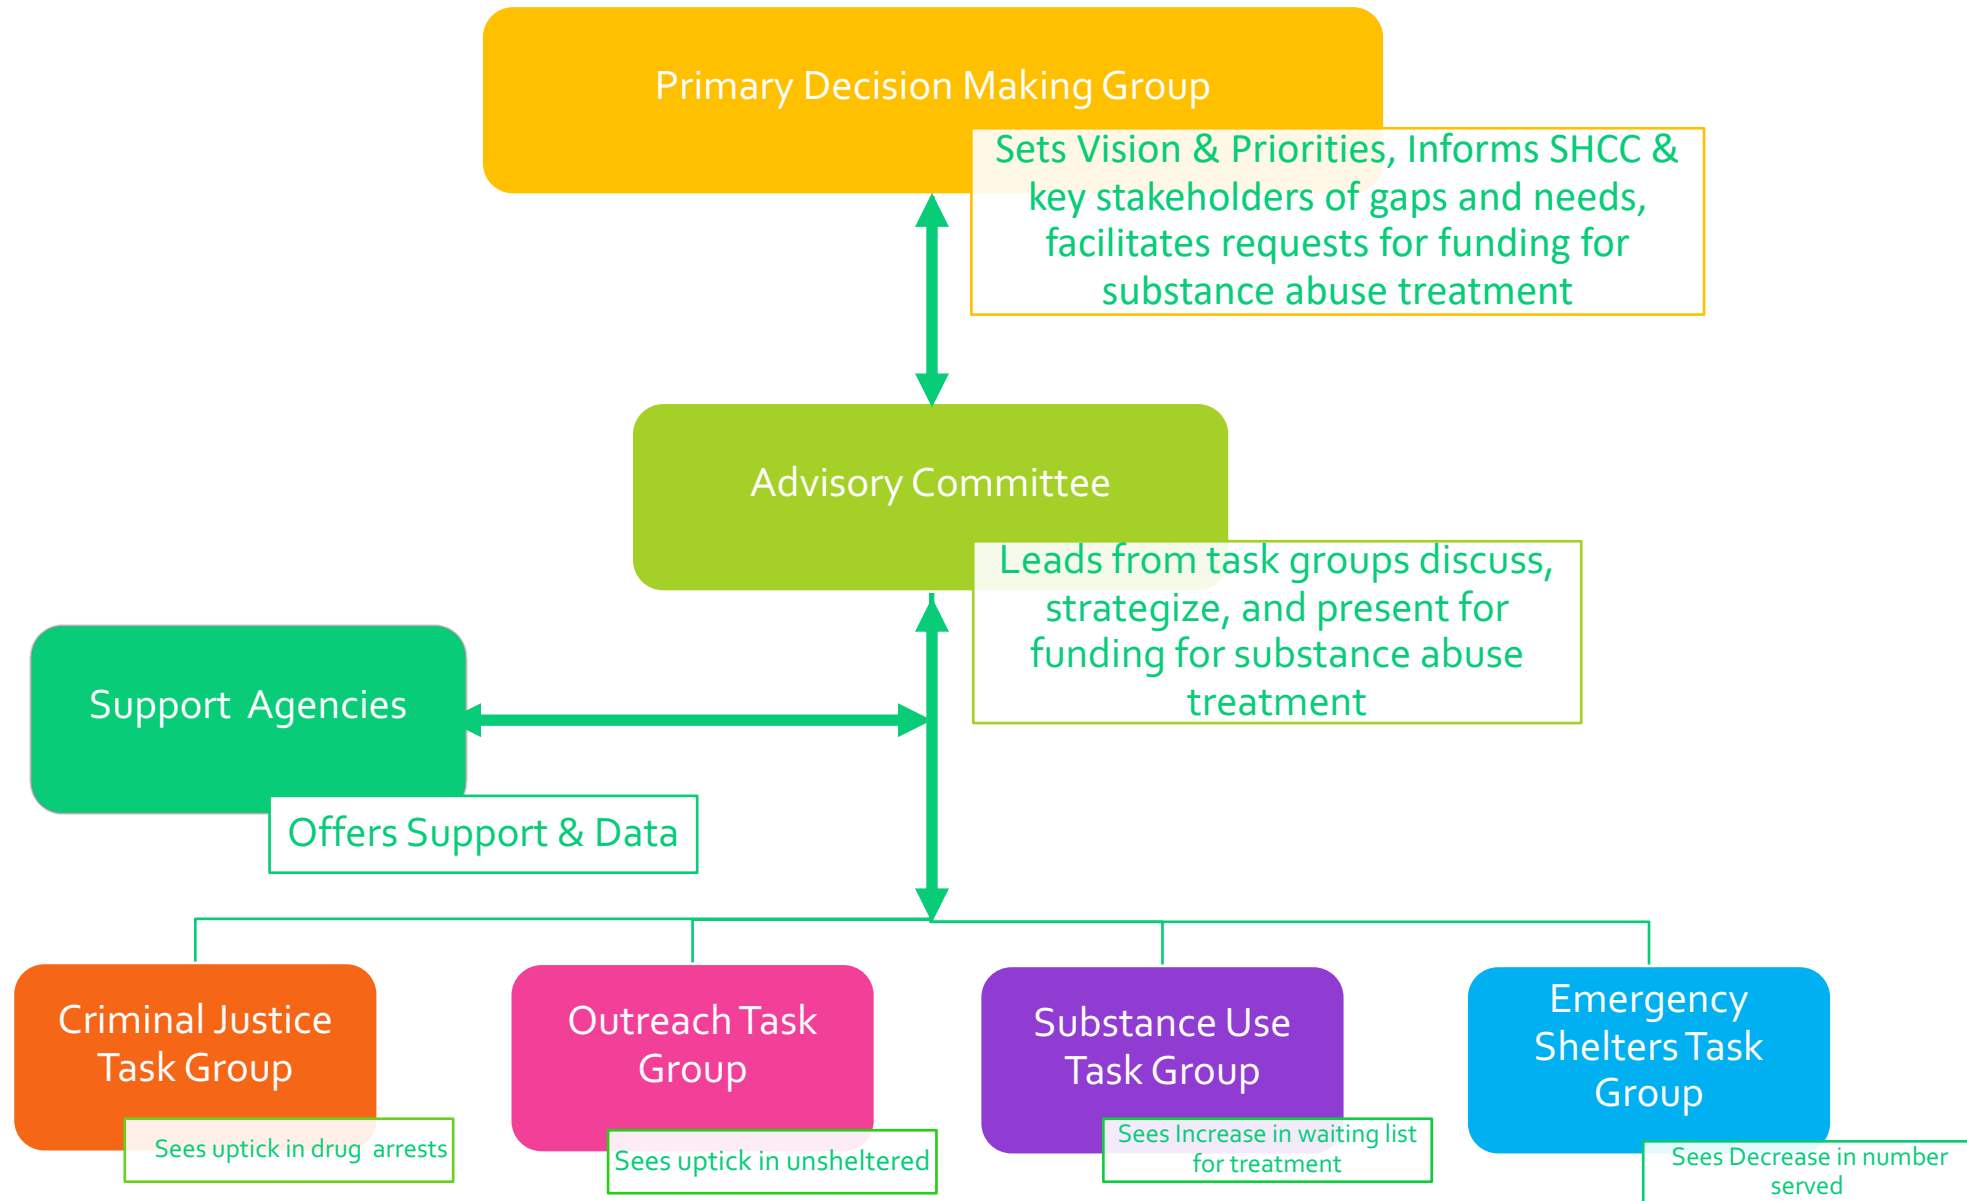 Primary Decision Making Group
Sets Vision & Priorities, Informs SHCC &
key stakeholders of gaps and needs,
facilitates requests for funding for
substance abuse treatment
Advisory Committee
Leads from task groups discuss,
strategize, and present for
funding for substance abuse
treatment
Support Agencies
Offers Support & Data
Criminal Justice
Task Group
Sees uptick in drug arrests
Outreach Task
Group
Sees uptick in unsheltered
Substance Use
Task Group
Sees Increase in waiting list
for treatment
Emergency
Shelters Task
Group
Sees Decrease in number
served